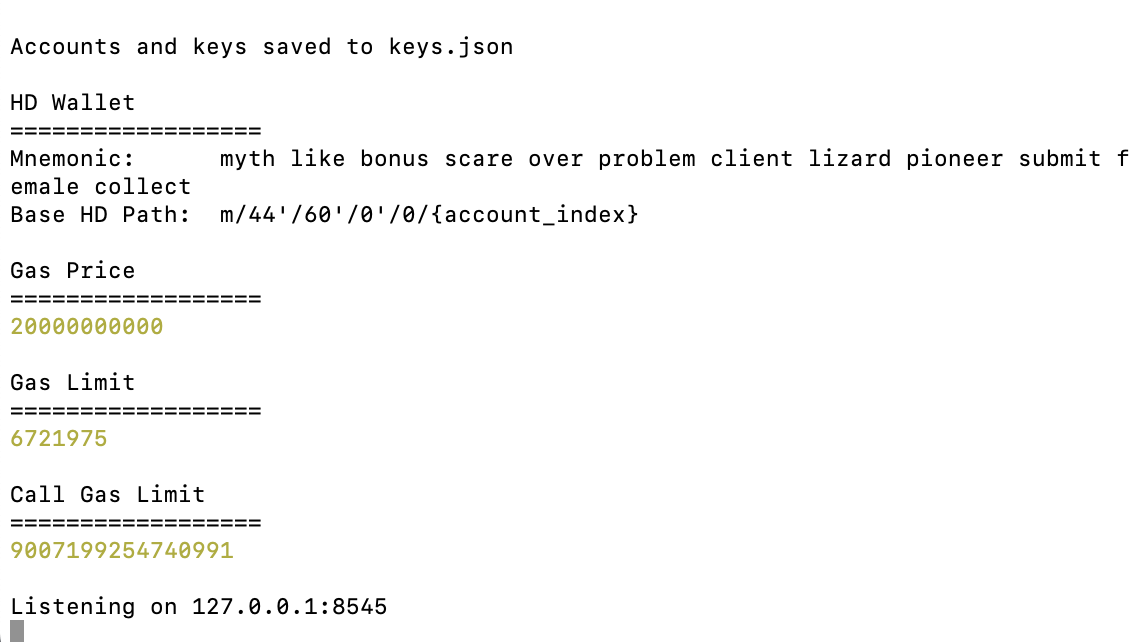 Accounts and keys saved to keys.json
HD Wallet
==================
Mnemonic:      myth like bonus scare over problem client lizard pioneer submit f
emale collect
Base HD Path:  m/44'/60'/0'/0/{account_index}
Gas Price
==================
20000000000
Gas Limit
==================
6721975
Call Gas Limit
==================
9007199254740991
Listening on 127.0.0.1:8545